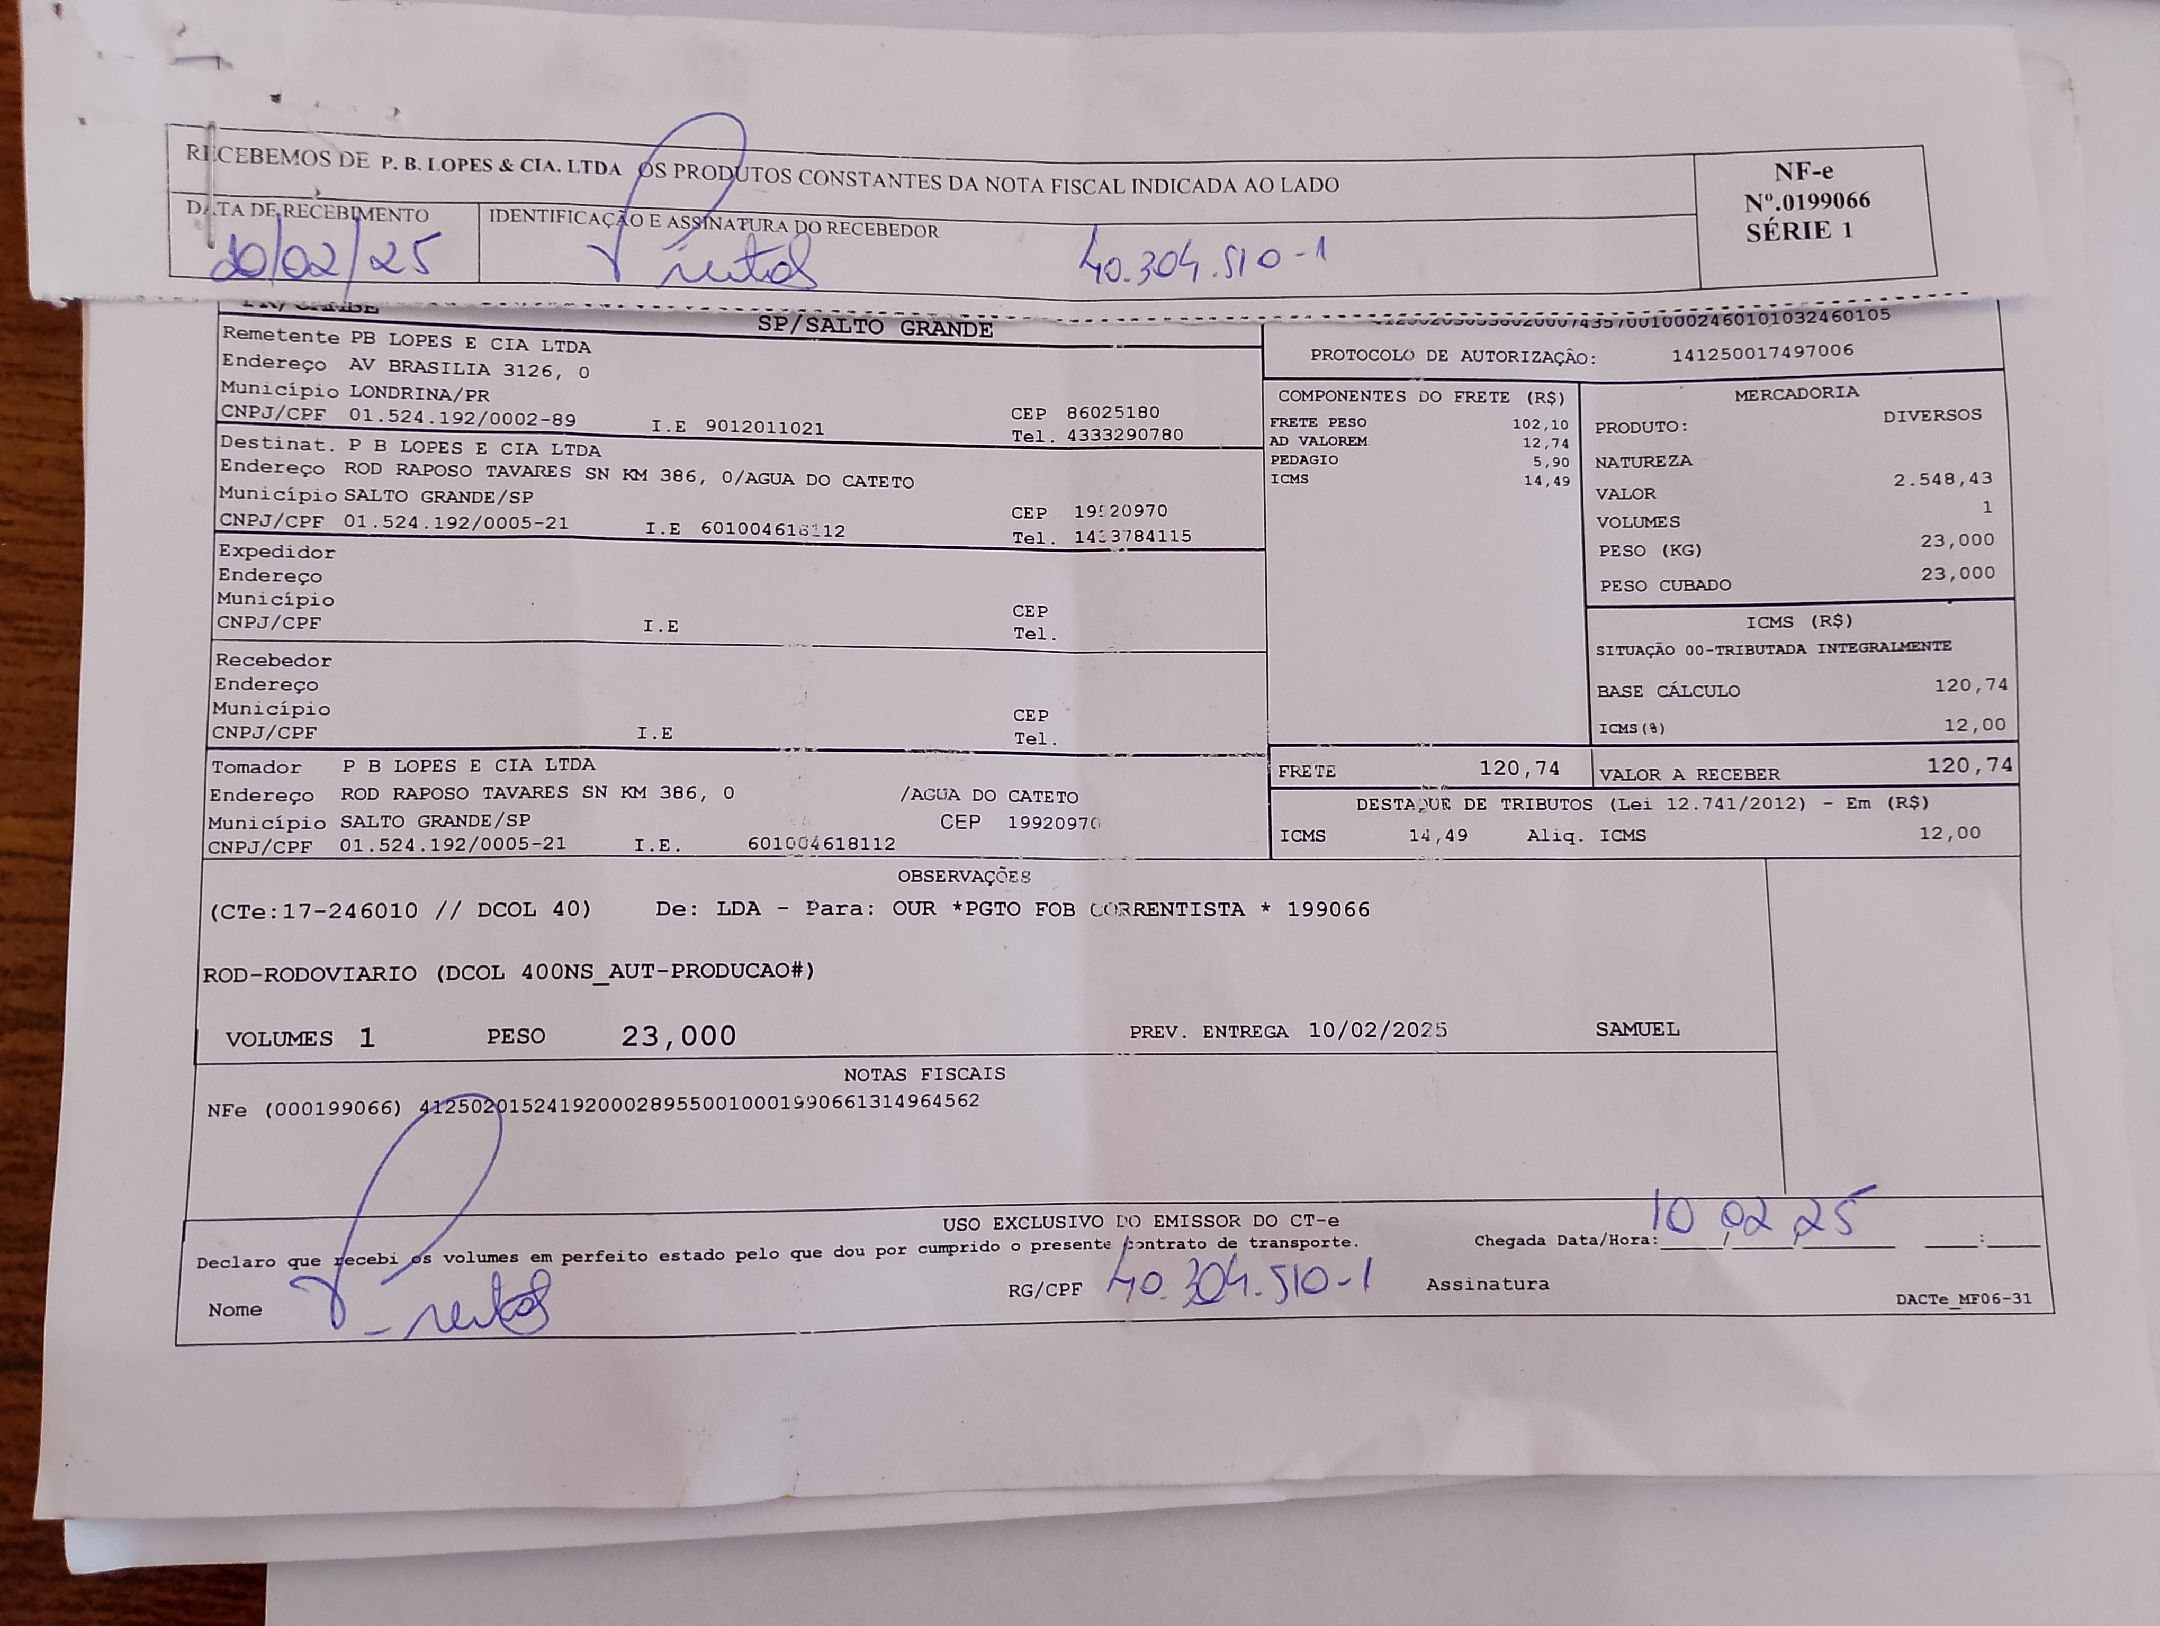 RECEBEMOS DE P. B. LOPES & CIA. LTDA OS PRODUTOS CONSTANTES DA NOTA FISCAL INDICADA AO LADO
NF-e
Nº.0199066
SÉRIE 1
DATA DE RECEBIMENTO
10/02/25
IDENTIFICAÇÃO E ASSINATURA DO RECEBEDOR
40.304.510-1
SP/SALTO GRANDE
Remetente PB LOPES E CIA LTDA
Endereço AV BRASILIA 3126, 0
Município LONDRINA/PR
CEP 86025180
CNPJ/CPF 01.524.192/0002-89 I.E 9012011021
Tel. 4333290780
Destinat. P B LOPES E CIA LTDA
Endereço ROD RAPOSO TAVARES SN KM 386, 0/AGUA DO CATETO
Município SALTO GRANDE/SP
CEP
CNPJ/CPF 01.524.192/0005-21 I.E
Tel.
Expedidor
Endereço
Município
CEP
CNPJ/CPF I.E
Tel.
Recebedor
Endereço
Município
CEP
CNPJ/CPF I.E
Tel.
Tomador P B LOPES E CIA LTDA
Endereço ROD RAPOSO TAVARES SN KM 386, 0 /AGUA DO CATETO
Município SALTO GRANDE/SP CEP 19920970
CNPJ/CPF 01.524.192/0005-21 I.E. 601004618112
PROTOCOLO DE AUTORIZAÇÃO: 141250017497006
COMPONENTES DO FRETE (R$)
FRETE PESO 102,10
AD VALOREM 12,74
PEDAGIO 5,90
ICMS 14,49
MERCADORIA
PRODUTO: DIVERSOS
NATUREZA
VALOR 2.548,43
VOLUMES 1
PESO (KG) 23,000
PESO CUBADO 23,000
ICMS (R$)
SITUAÇÃO 00-TRIBUTADA INTEGRALMENTE
BASE CÁLCULO 120,74
ICMS(%) 12,00
FRETE 120,74 VALOR A RECEBER 120,74
DESTAQUE DE TRIBUTOS (Lei 12.741/2012) - Em (R$)
ICMS 14,49 Aliq. ICMS 12,00
OBSERVAÇÕES
(CTe:17-246010 // DCOL 40) De: LDA - Para: OUR *PGTO FOB CORRENTISTA * 199066
ROD-RODOVIARIO (DCOL 400NS_AUT-PRODUCAO#)
VOLUMES 1 PESO 23,000 PREV. ENTREGA 10/02/2025 SAMUEL
NOTAS FISCAIS
NFe (000199066) 41250201524192000289550010001990661314964562
USO EXCLUSIVO DO EMISSOR DO CT-e
Declaro que recebi os volumes em perfeito estado pelo que dou por cumprido o presente contrato de transporte.
Chegada Data/Hora: 10/02/25 :
Nome
RG/CPF 40.304.510-1 Assinatura
DACTe_MF06-31